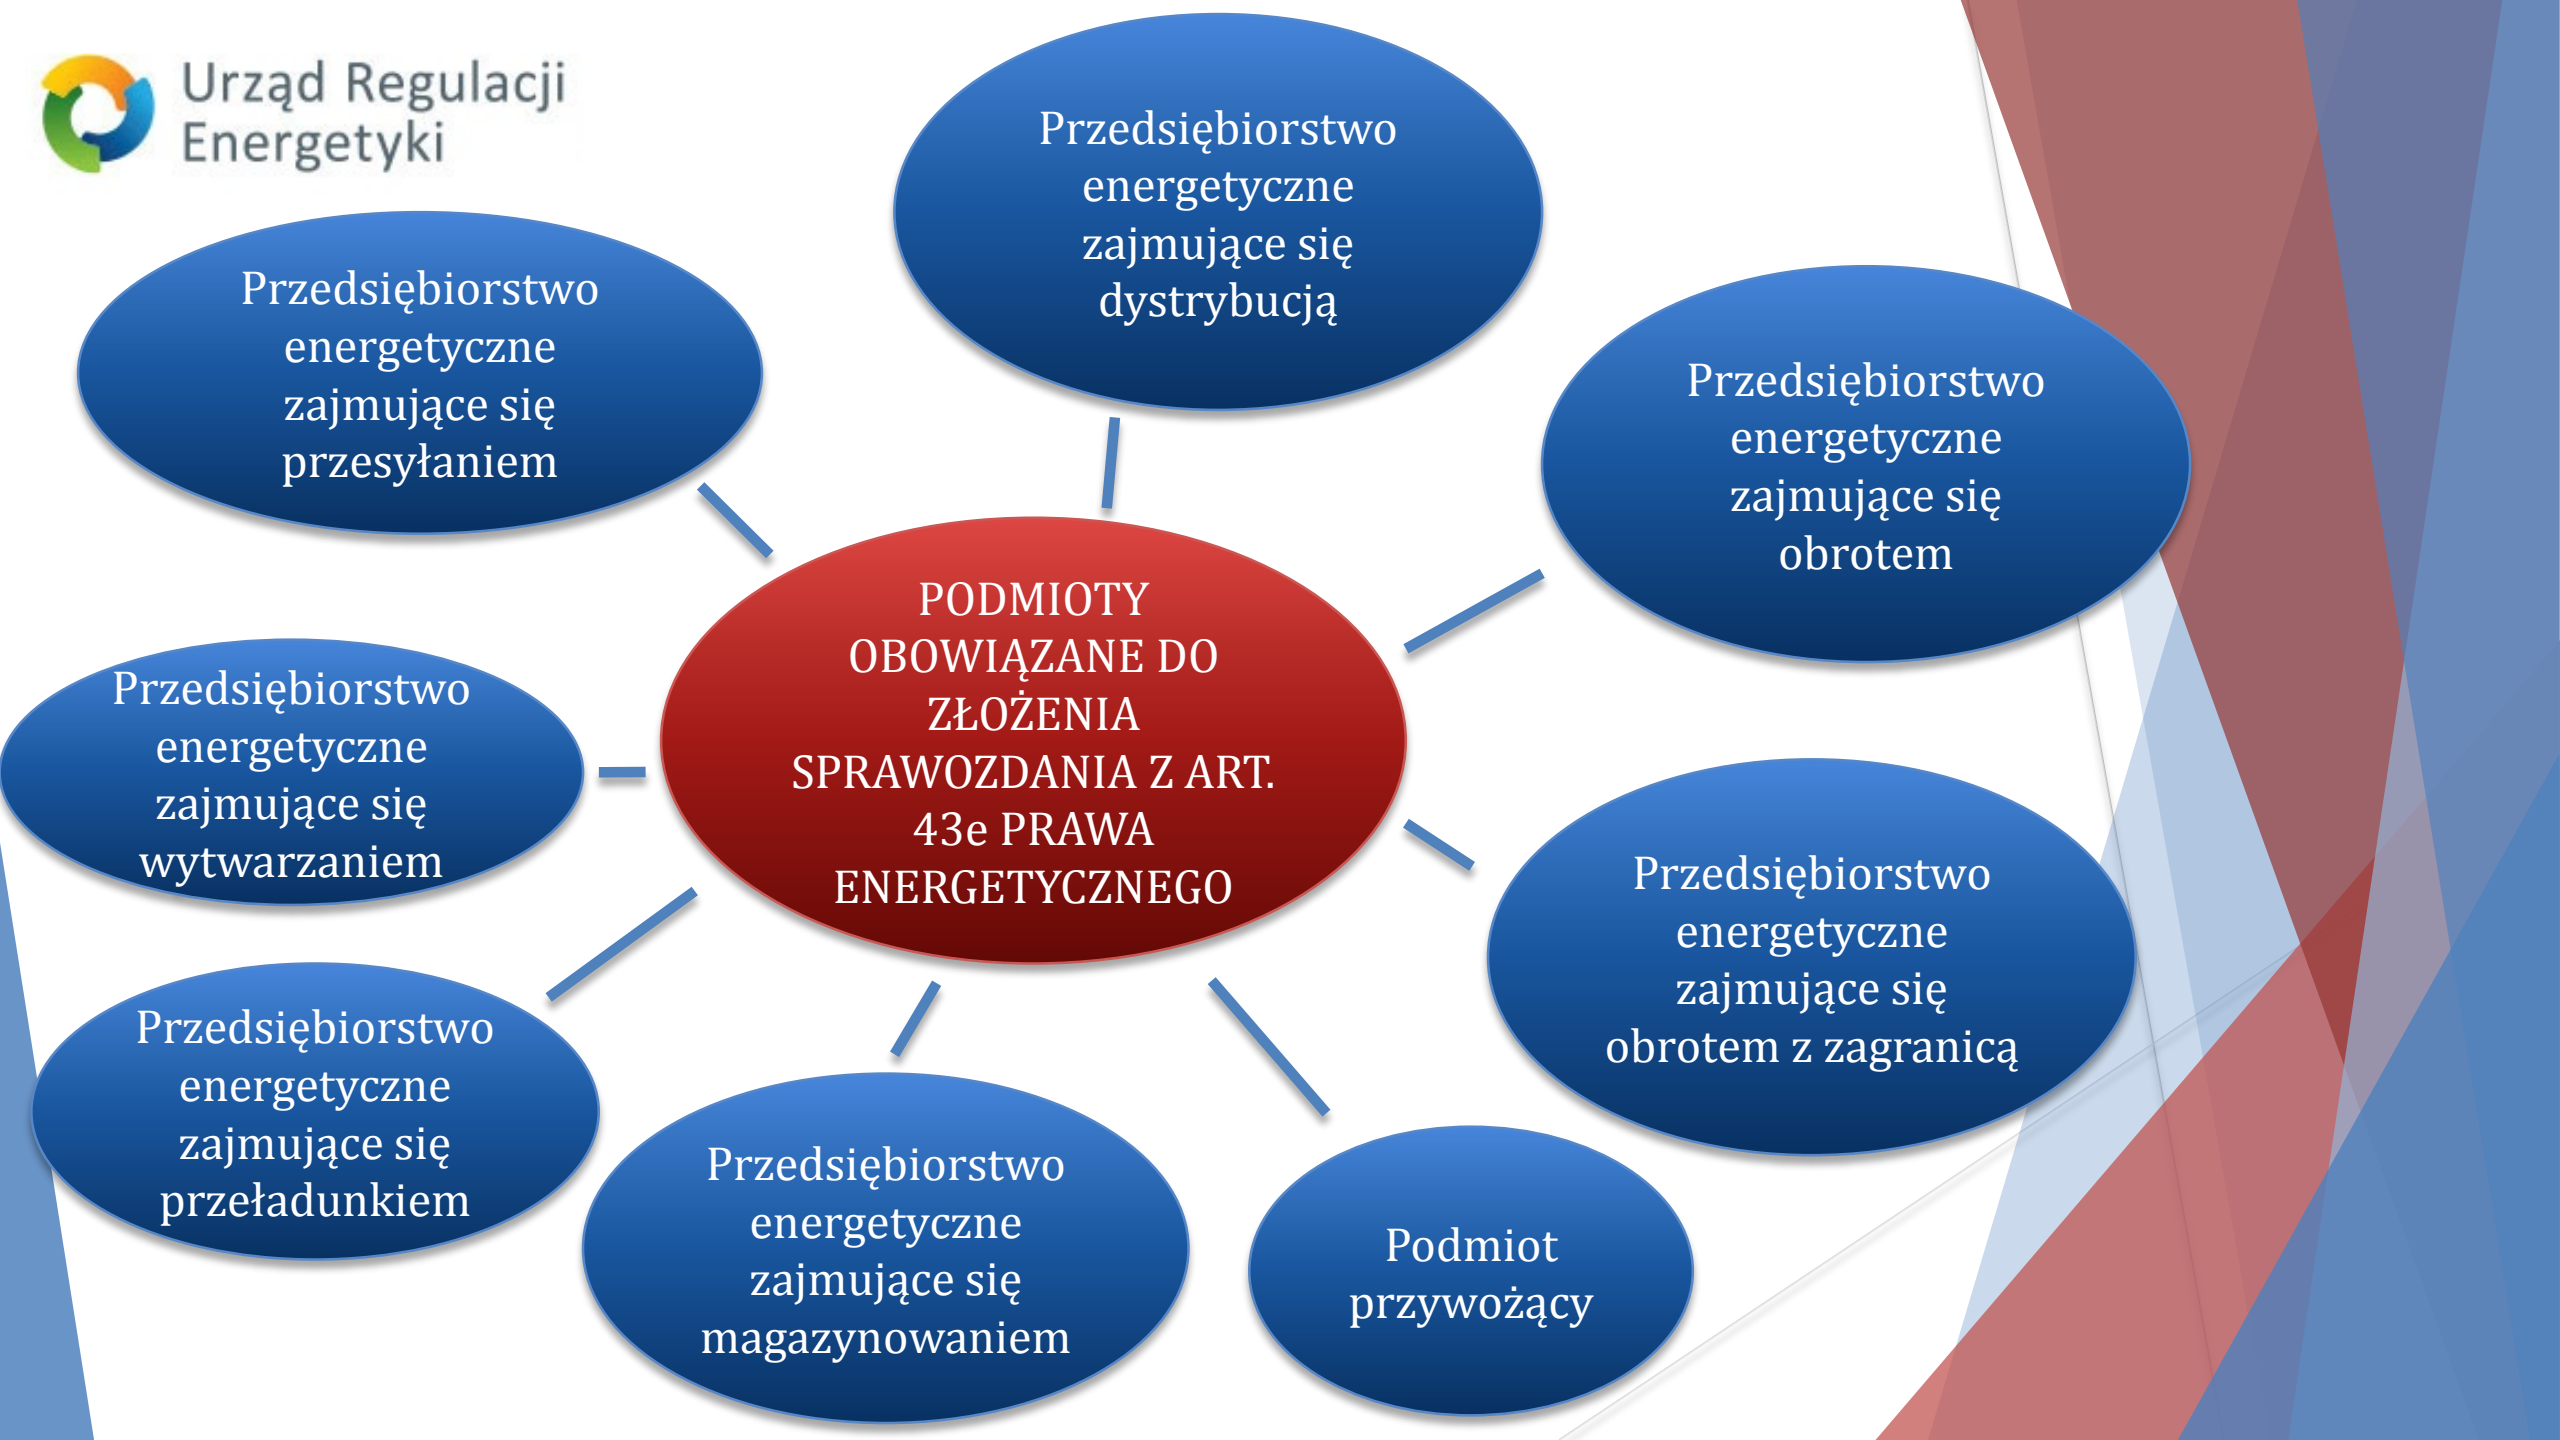 Urząd Regulacji
Energetyki
Przedsiębiorstwo
energetyczne
zajmujące się
dystrybucją
Przedsiębiorstwo
energetyczne
zajmujące się
przesyłaniem
Przedsiębiorstwo
energetyczne
zajmujące się
obrotem
PODMIOTY
OBOWIĄZANE DO
ZŁOŻENIA
SPRAWOZDANIA Z ART.
43e PRAWA
ENERGETYCZNEGO
Przedsiębiorstwo
energetyczne
zajmujące się
wytwarzaniem
Przedsiębiorstwo
energetyczne
zajmujące się
obrotem z zagranicą
Przedsiębiorstwo
energetyczne
zajmujące się
przeładunkiem
Przedsiębiorstwo
energetyczne
zajmujące się
magazynowaniem
Podmiot
przywożący